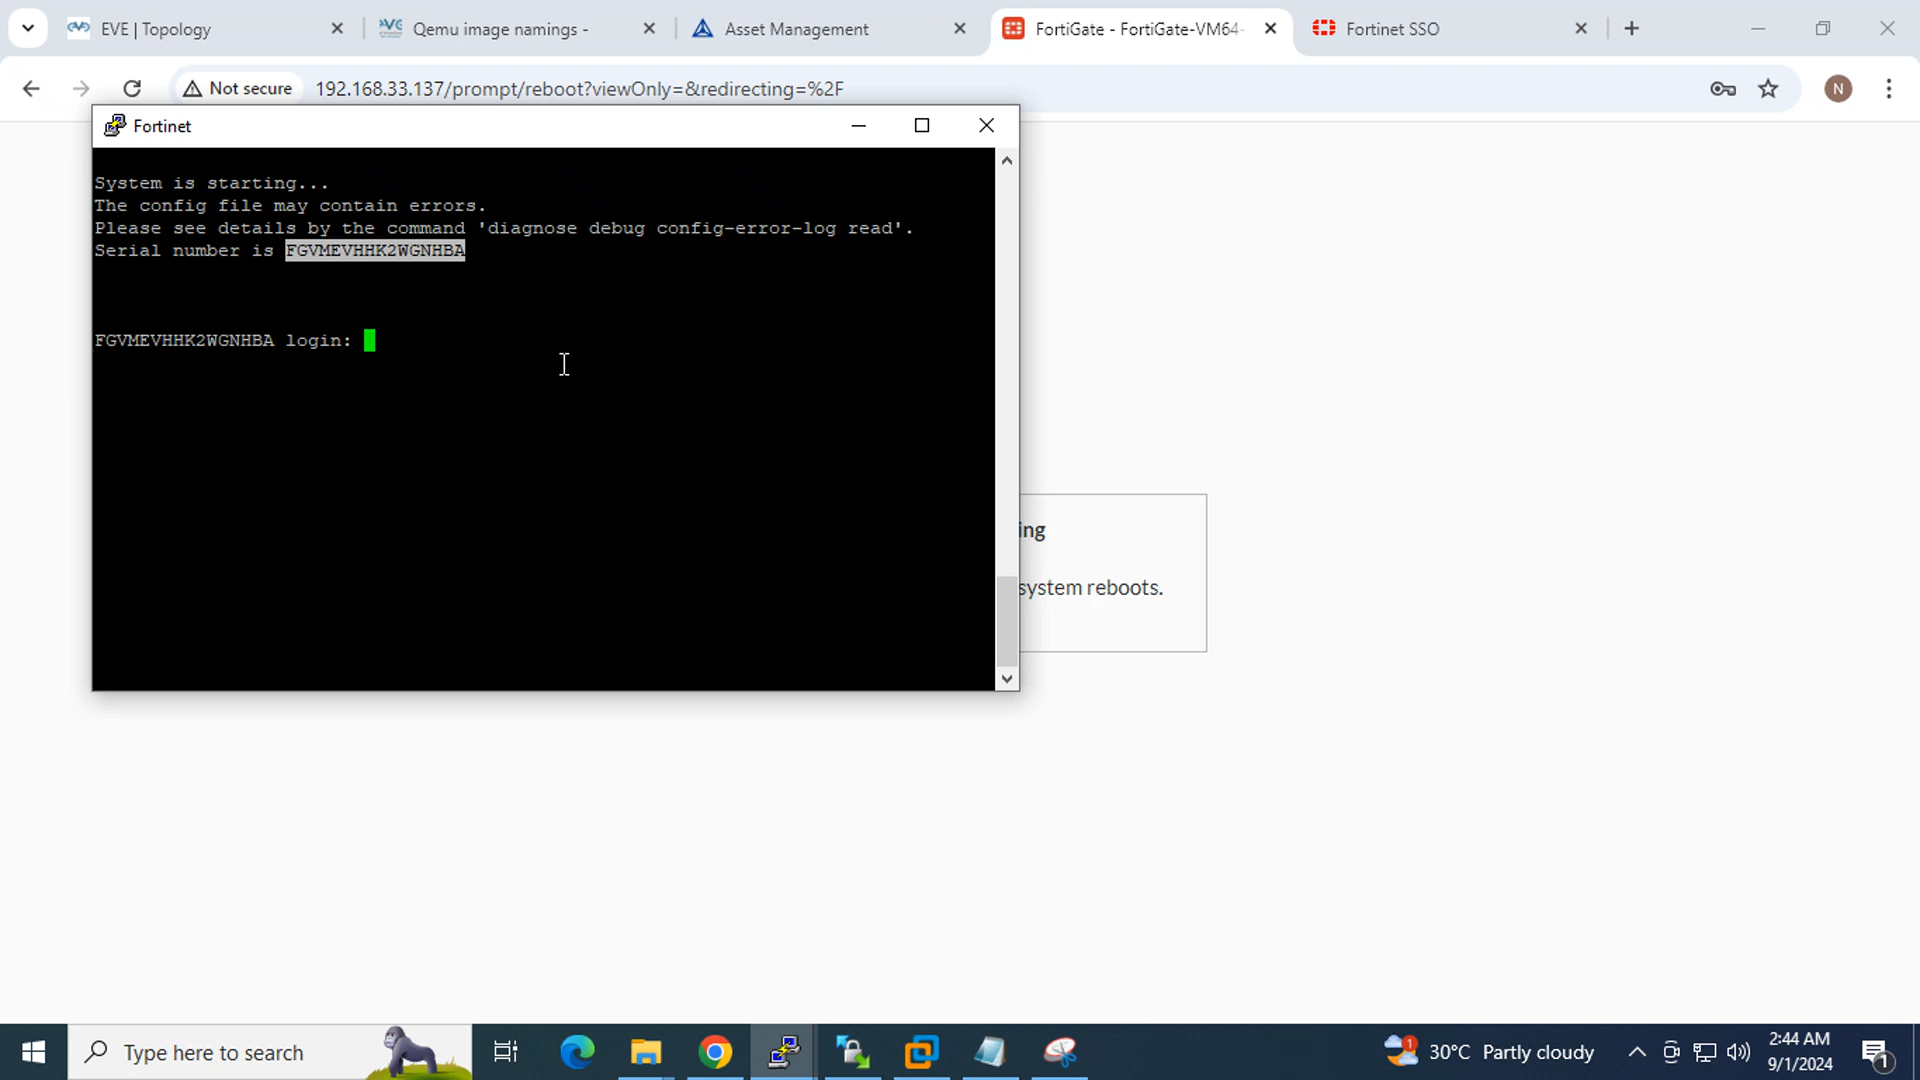 EVE | Topology
Qemu image namings -
Asset Management
FortiGate - FortiGate-VM64-
Fortinet SSO
Not secure
192.168.33.137/prompt/reboot?viewOnly=&redirecting=%2F
N
Fortinet
System is starting...
The config file may contain errors.
Please see details by the command 'diagnose debug config-error-log read'.
Serial number is FGVMEVHHK2WGNHBA
FGVMEVHHK2WGNHBA login:
ing
system reboots.
Type here to search
1
30°C Partly cloudy
2:44 AM
9/1/2024
1